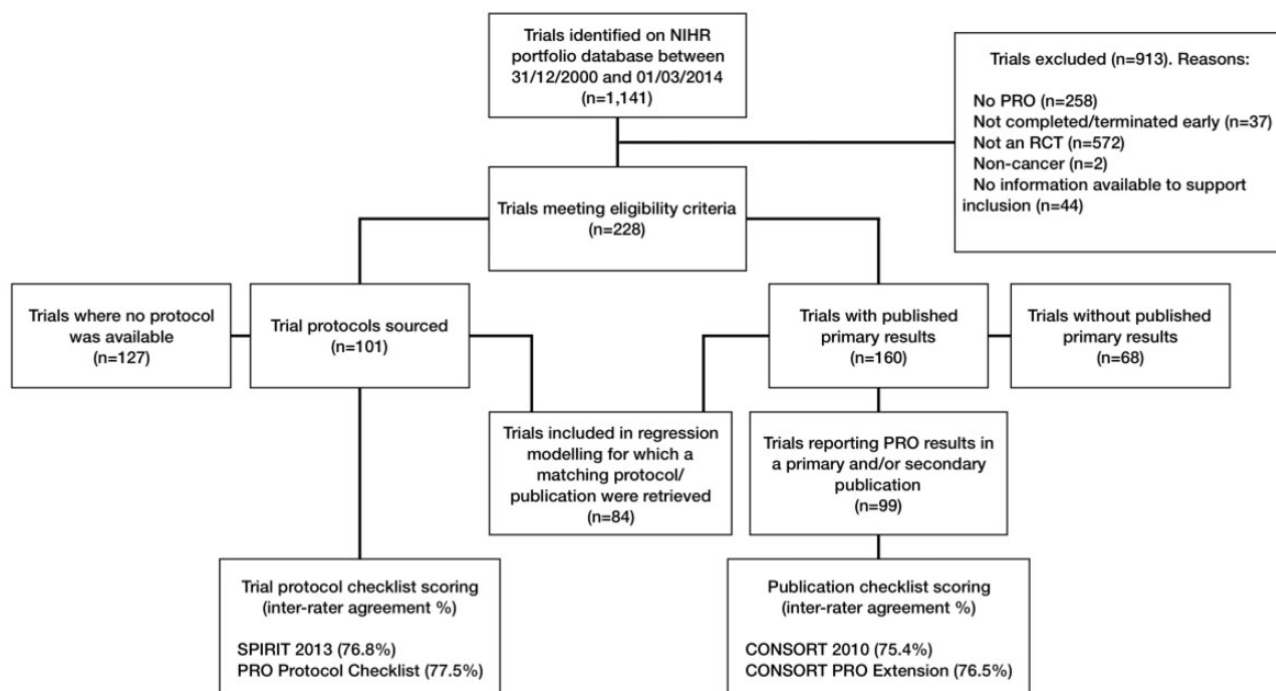 Trials identified on NIHR
portfolio database between
31/12/2000 and 01/03/2014
(n=1,141)
Trials excluded (n=913). Reasons:
No PRO (n=258)
Not completed/terminated early (n=37)
Not an RCT (n=572)
Non-cancer (n=2)
No information available to support
inclusion (n=44)
Trials meeting eligibility criteria
(n=228)
Trials where no protocol
was available
(n=127)
Trial protocols sourced
(n=101)
Trials with published
primary results
(n=160)
Trials without published
primary results
(n=68)
Trials included in regression
modelling for which a
matching protocol/
publication were retrieved
(n=84)
Trials reporting PRO results in
a primary and/or secondary
publication
(n=99)
Trial protocol checklist scoring
(inter-rater agreement %)
SPIRIT 2013 (76.8%)
PRO Protocol Checklist (77.5%)
Publication checklist scoring
(inter-rater agreement %)
CONSORT 2010 (75.4%)
CONSORT PRO Extension (76.5%)